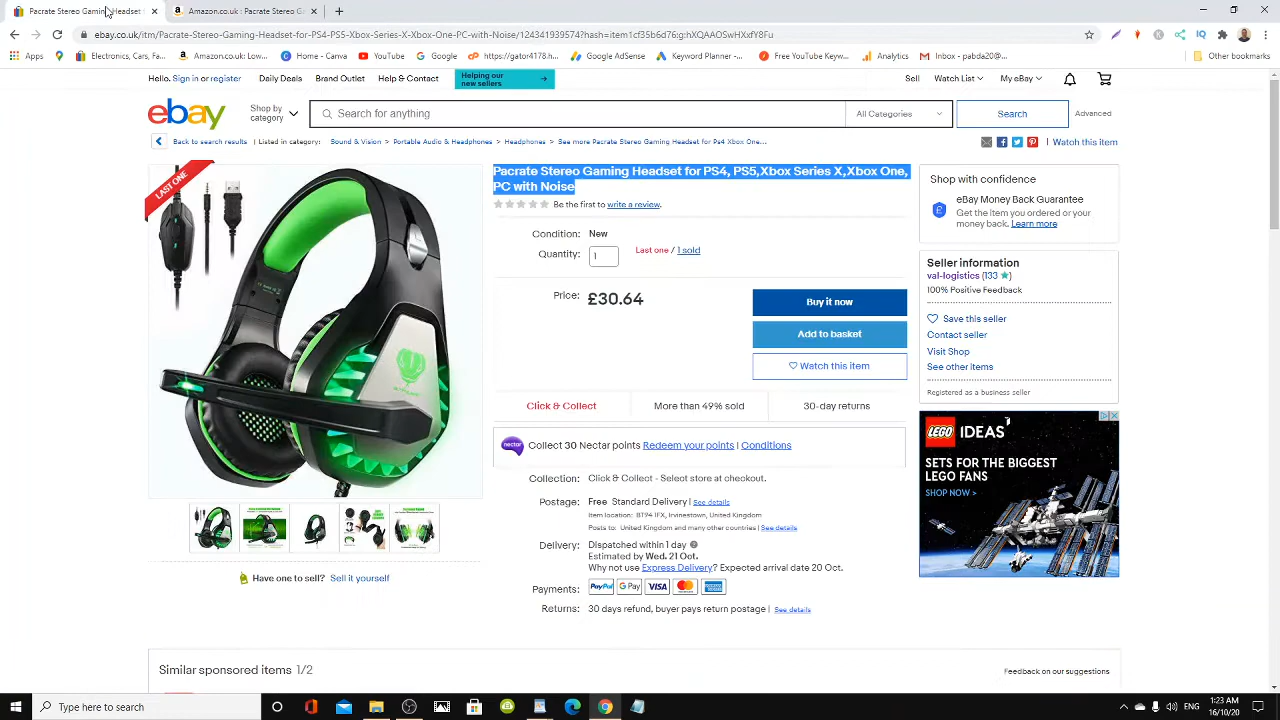 Pacrate Stereo Gaming Headset
Amazon.co.uk : Pacrate Stereo G
ebay.co.uk/itm/Pacrate-Stereo-Gaming-Headset-for-PS4-PS5-Xbox-Series-X-Xbox-One-PC-with-Noise/124341939574?hash=item1cf35b6d76:g:hXQAAOSwHXxfY8Fu
Apps
Electronics, Cars, Fa...
Amazon.co.uk: Low...
Home - Canva
YouTube
https://gator4178.h...
Google AdSense
Keyword Planner -...
Free YouTube Keyw...
Analytics
Inbox - pabda20@...
Other bookmarks
Hello. Sign in or register
Daily Deals
Brand Outlet
Help & Contact
Helping our
new sellers
Sell
Watch List
My eBay
ebay
Shop by
category
Search for anything
All Categories
Search
Advanced
Back to search results | Listed in category: Sound & Vision > Portable Audio & Headphones > Headphones > See more Pacrate Stereo Gaming Headset for Ps4 Xbox One...
Watch this item
LAST ONE
Pacrate Stereo Gaming Headset for PS4, PS5,Xbox Series X,Xbox One,
PC with Noise
Be the first to write a review.
Condition: New
Quantity: 1
Last one / 1 sold
Price: £30.64
Buy it now
Add to basket
Watch this item
Click & Collect
More than 49% sold
30-day returns
nectar
Collect 30 Nectar points Redeem your points | Conditions
Collection: Click & Collect - Select store at checkout.
Postage: Free Standard Delivery | See details
Item location: BT94 1FX, Irvinestown, United Kingdom
Posts to: United Kingdom and many other countries | See details
Delivery: Dispatched within 1 day
Estimated by Wed. 21 Oct.
Why not use Express Delivery? Expected arrival date 20 Oct.
Payments: PayPal G Pay VISA
Returns: 30 days refund, buyer pays return postage | See details
Have one to sell? Sell it yourself
Shop with confidence
eBay Money Back Guarantee
Get the item you ordered or your
money back. Learn more
Seller information
val-logistics (133 )
100% Positive Feedback
Save this seller
Contact seller
Visit Shop
See other items
Registered as a business seller
LEGO IDEAS
SETS FOR THE BIGGEST
LEGO FANS
SHOP NOW >
Similar sponsored items 1/2
Feedback on our suggestions
Type here to search
ENG
1:23 AM
16/10/20